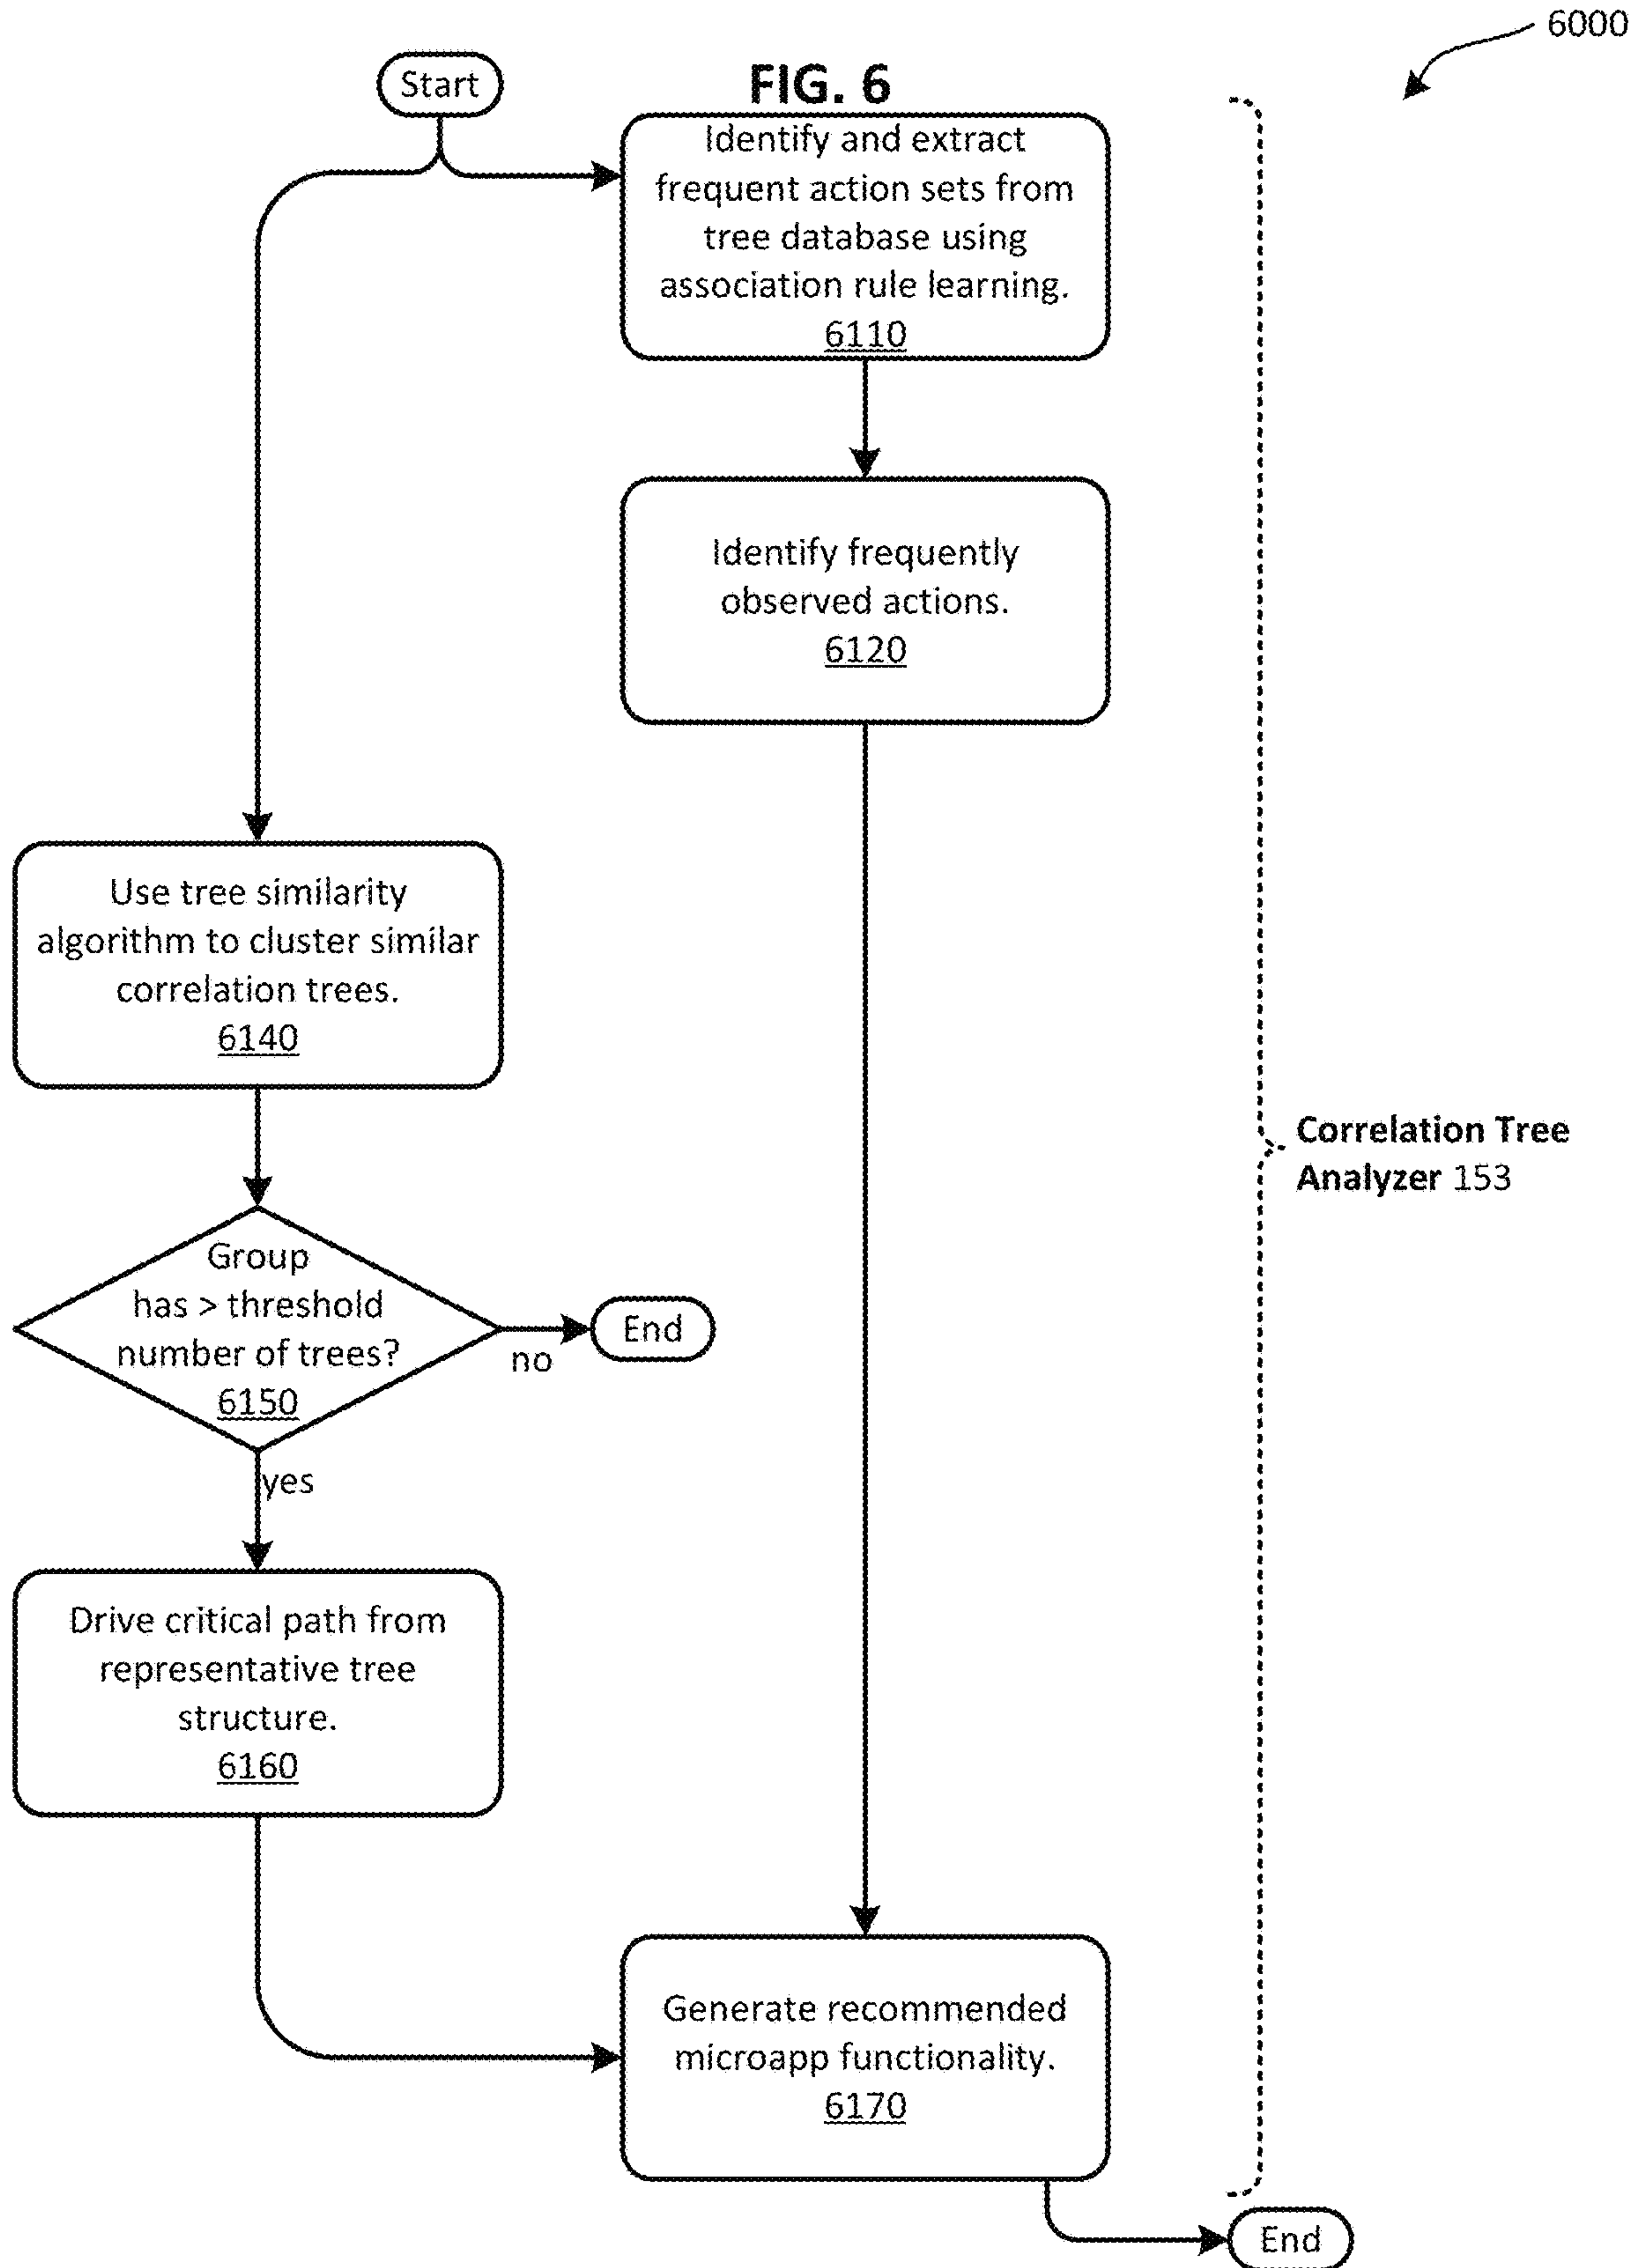 6000
Start
FIG. 6
Identify and extract
frequent action sets from
tree database using
association rule learning.
6110
Identify frequently
observed actions.
6120
Use tree similarity
algorithm to cluster similar
correlation trees.
6140
Correlation Tree
Analyzer 153
Group
has > threshold
number of trees?
6150
no
End
yes
Drive critical path from
representative tree
structure.
6160
Generate recommended
microapp functionality.
6170
End